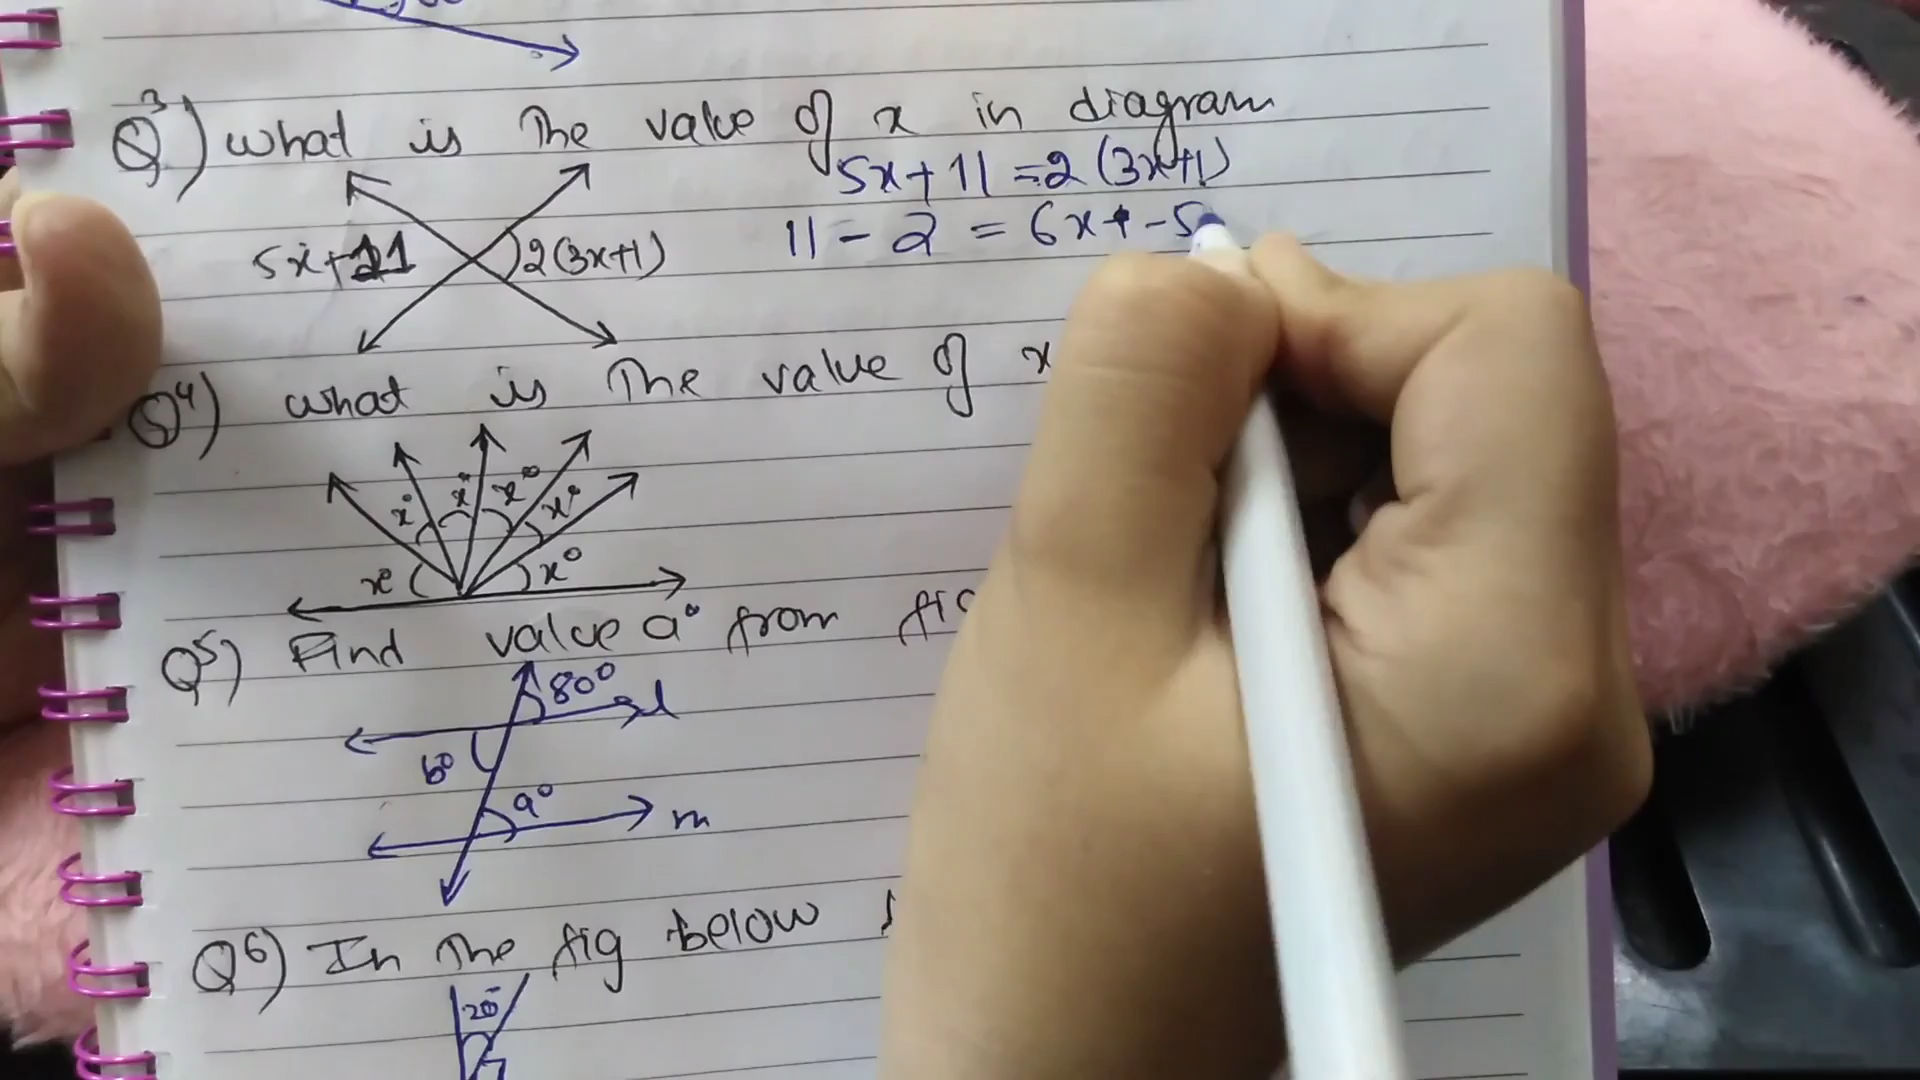 Q3) what is the value of x in diagram
5x+11 = 2(3x+1)
11 - 2 = 6x - 5
5x+11
2(3x+1)
Q4) what is the value of x
x° x° x° x°
x° x°
Q5) Find value a° from fig
80°
l
b°
a°
m
Q6) In the fig below